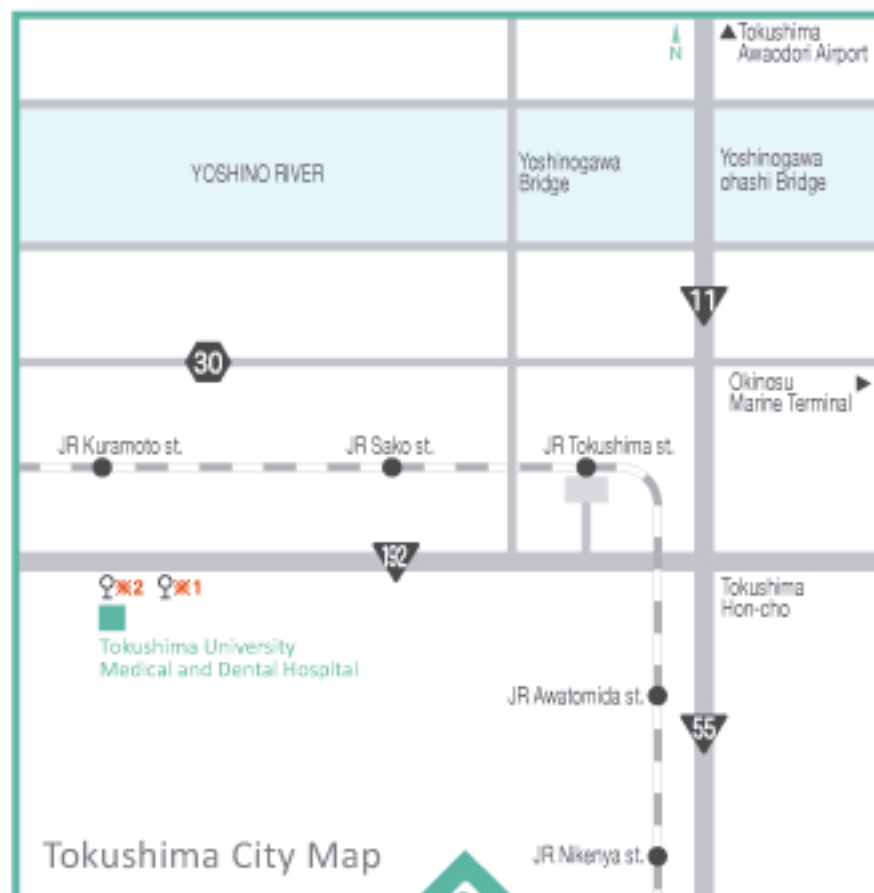 ▲Tokushima
Awaodori Airport
N
YOSHINO RIVER
Yoshinogawa
Bridge
Yoshinogawa
ohashi Bridge
11
30
Okinosu ▶
Marine Terminal
JR Kuramoto st.
JR Sako st.
JR Tokushima st.
192
※2
※1
Tokushima
Hon-cho
Tokushima University
Medical and Dental Hospital
JR Awatomida st.
55
Tokushima City Map
JR Nikenya st.